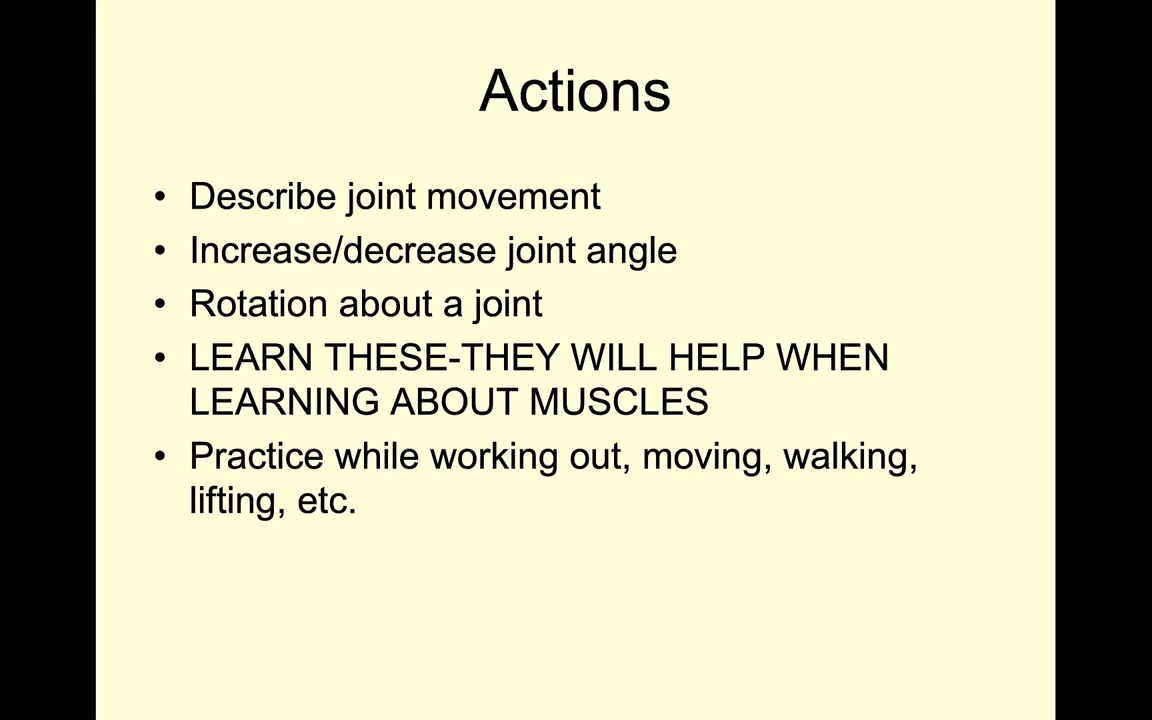 Actions
• Describe joint movement
• Increase/decrease joint angle
• Rotation about a joint
• LEARN THESE-THEY WILL HELP WHEN
LEARNING ABOUT MUSCLES
• Practice while working out, moving, walking,
lifting, etc.